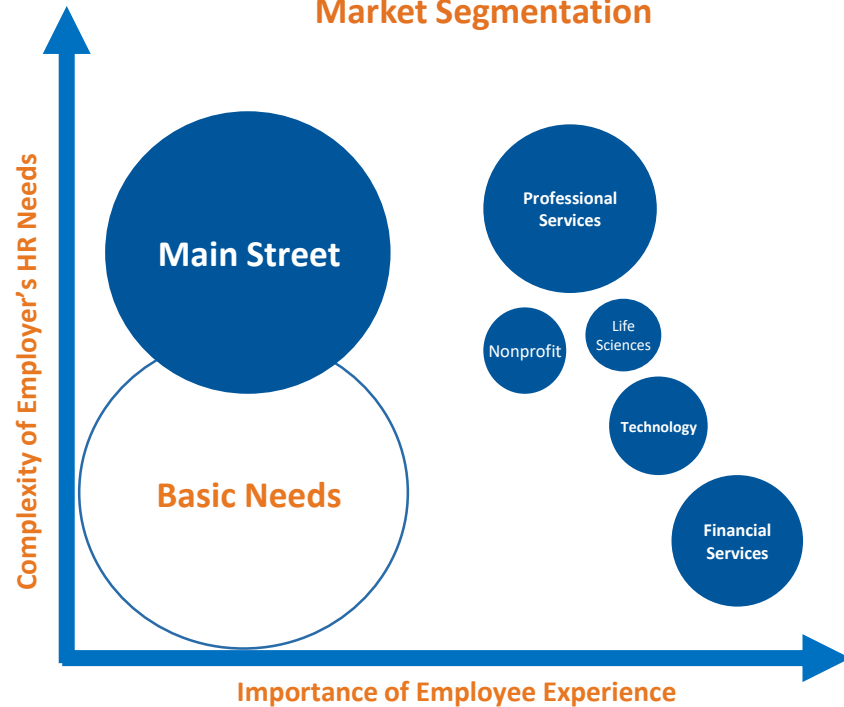 Market Segmentation
Complexity of Employer’s HR Needs
Main Street
Professional
Services
Nonprofit
Life
Sciences
Technology
Basic Needs
Financial
Services
Importance of Employee Experience